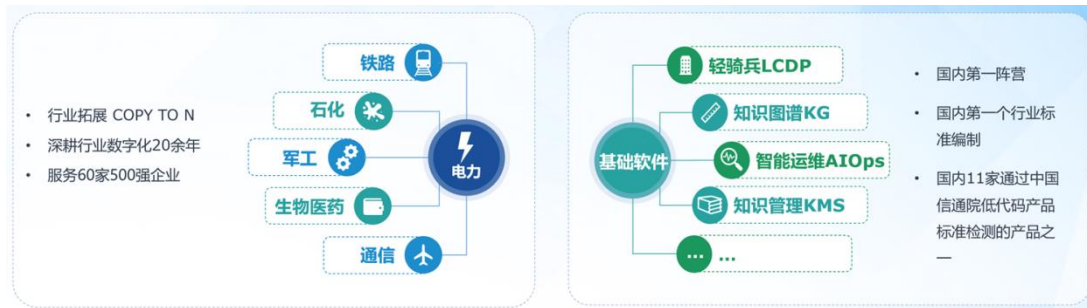 • 行业拓展 COPY TO N
• 深耕行业数字化20余年
• 服务60家500强企业
铁路
石化
军工
生物医药
通信
电力
基础软件
轻骑兵LCDP
知识图谱KG
智能运维AIOps
知识管理KMS
... ...
• 国内第一阵营
• 国内第一个行业标
准编制
• 国内11家通过中国
信通院低代码产品
标准检测的产品之
一